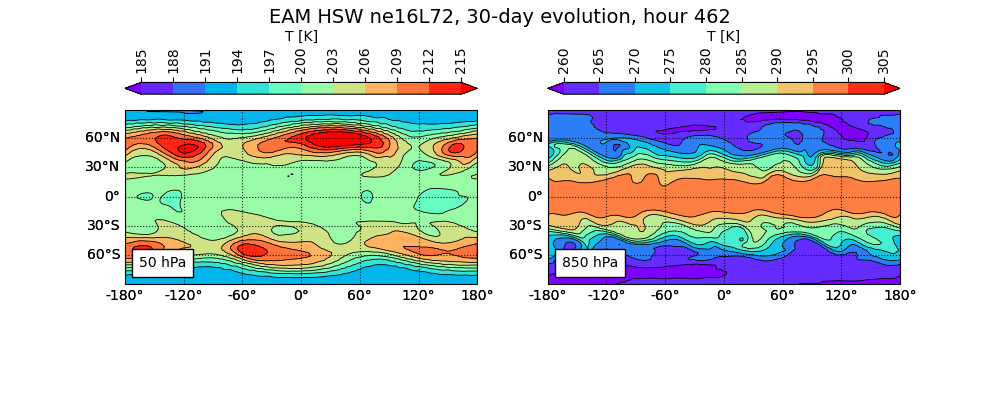 EAM HSW ne16L72, 30-day evolution, hour 462
T [K]
185 188 191 194 197 200 203 206 209 212 215
60°N
30°N
0°
30°S
60°S
50 hPa
-180° -120° -60° 0° 60° 120° 180°
T [K]
260 265 270 275 280 285 290 295 300 305
60°N
30°N
0°
30°S
60°S
850 hPa
-180° -120° -60° 0° 60° 120° 180°